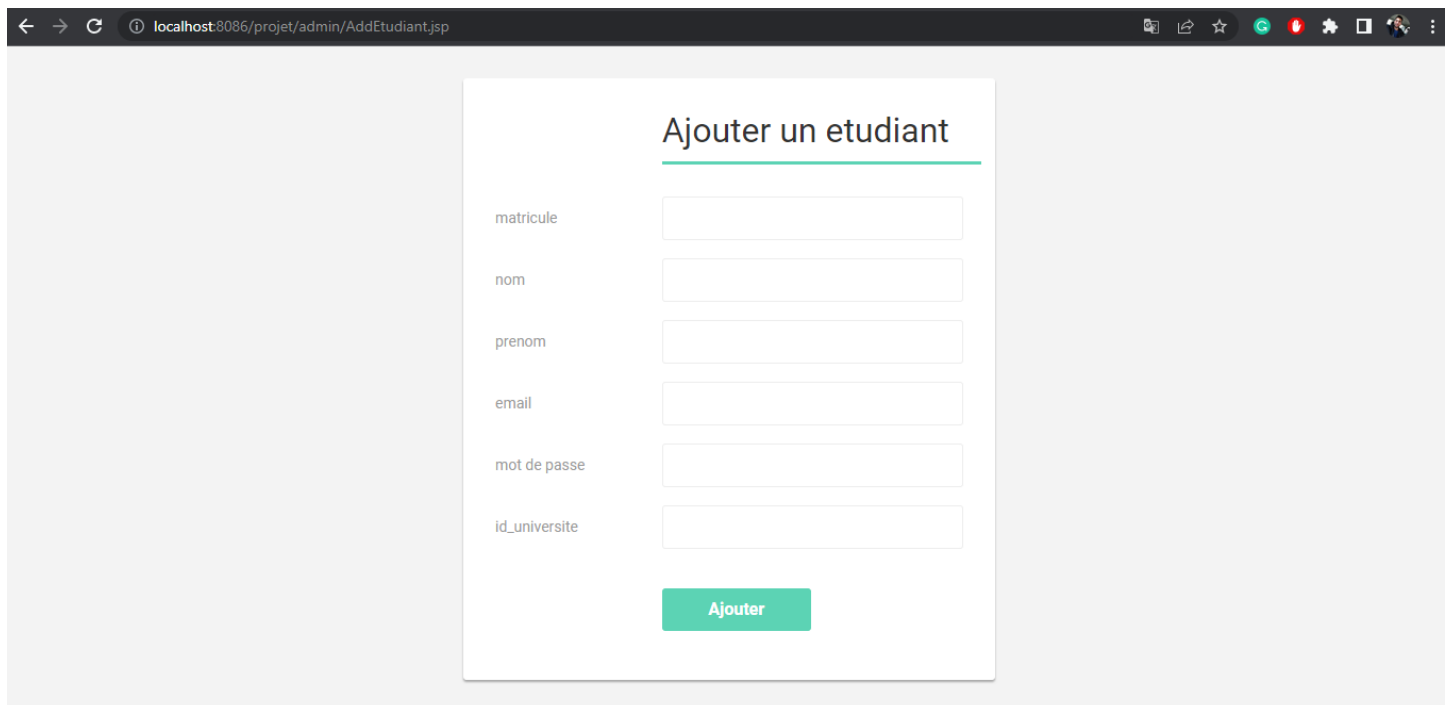 localhost:8086/projet/admin/AddEtudiant.jsp
Ajouter un etudiant
matricule
nom
prenom
email
mot de passe
id_universite
Ajouter